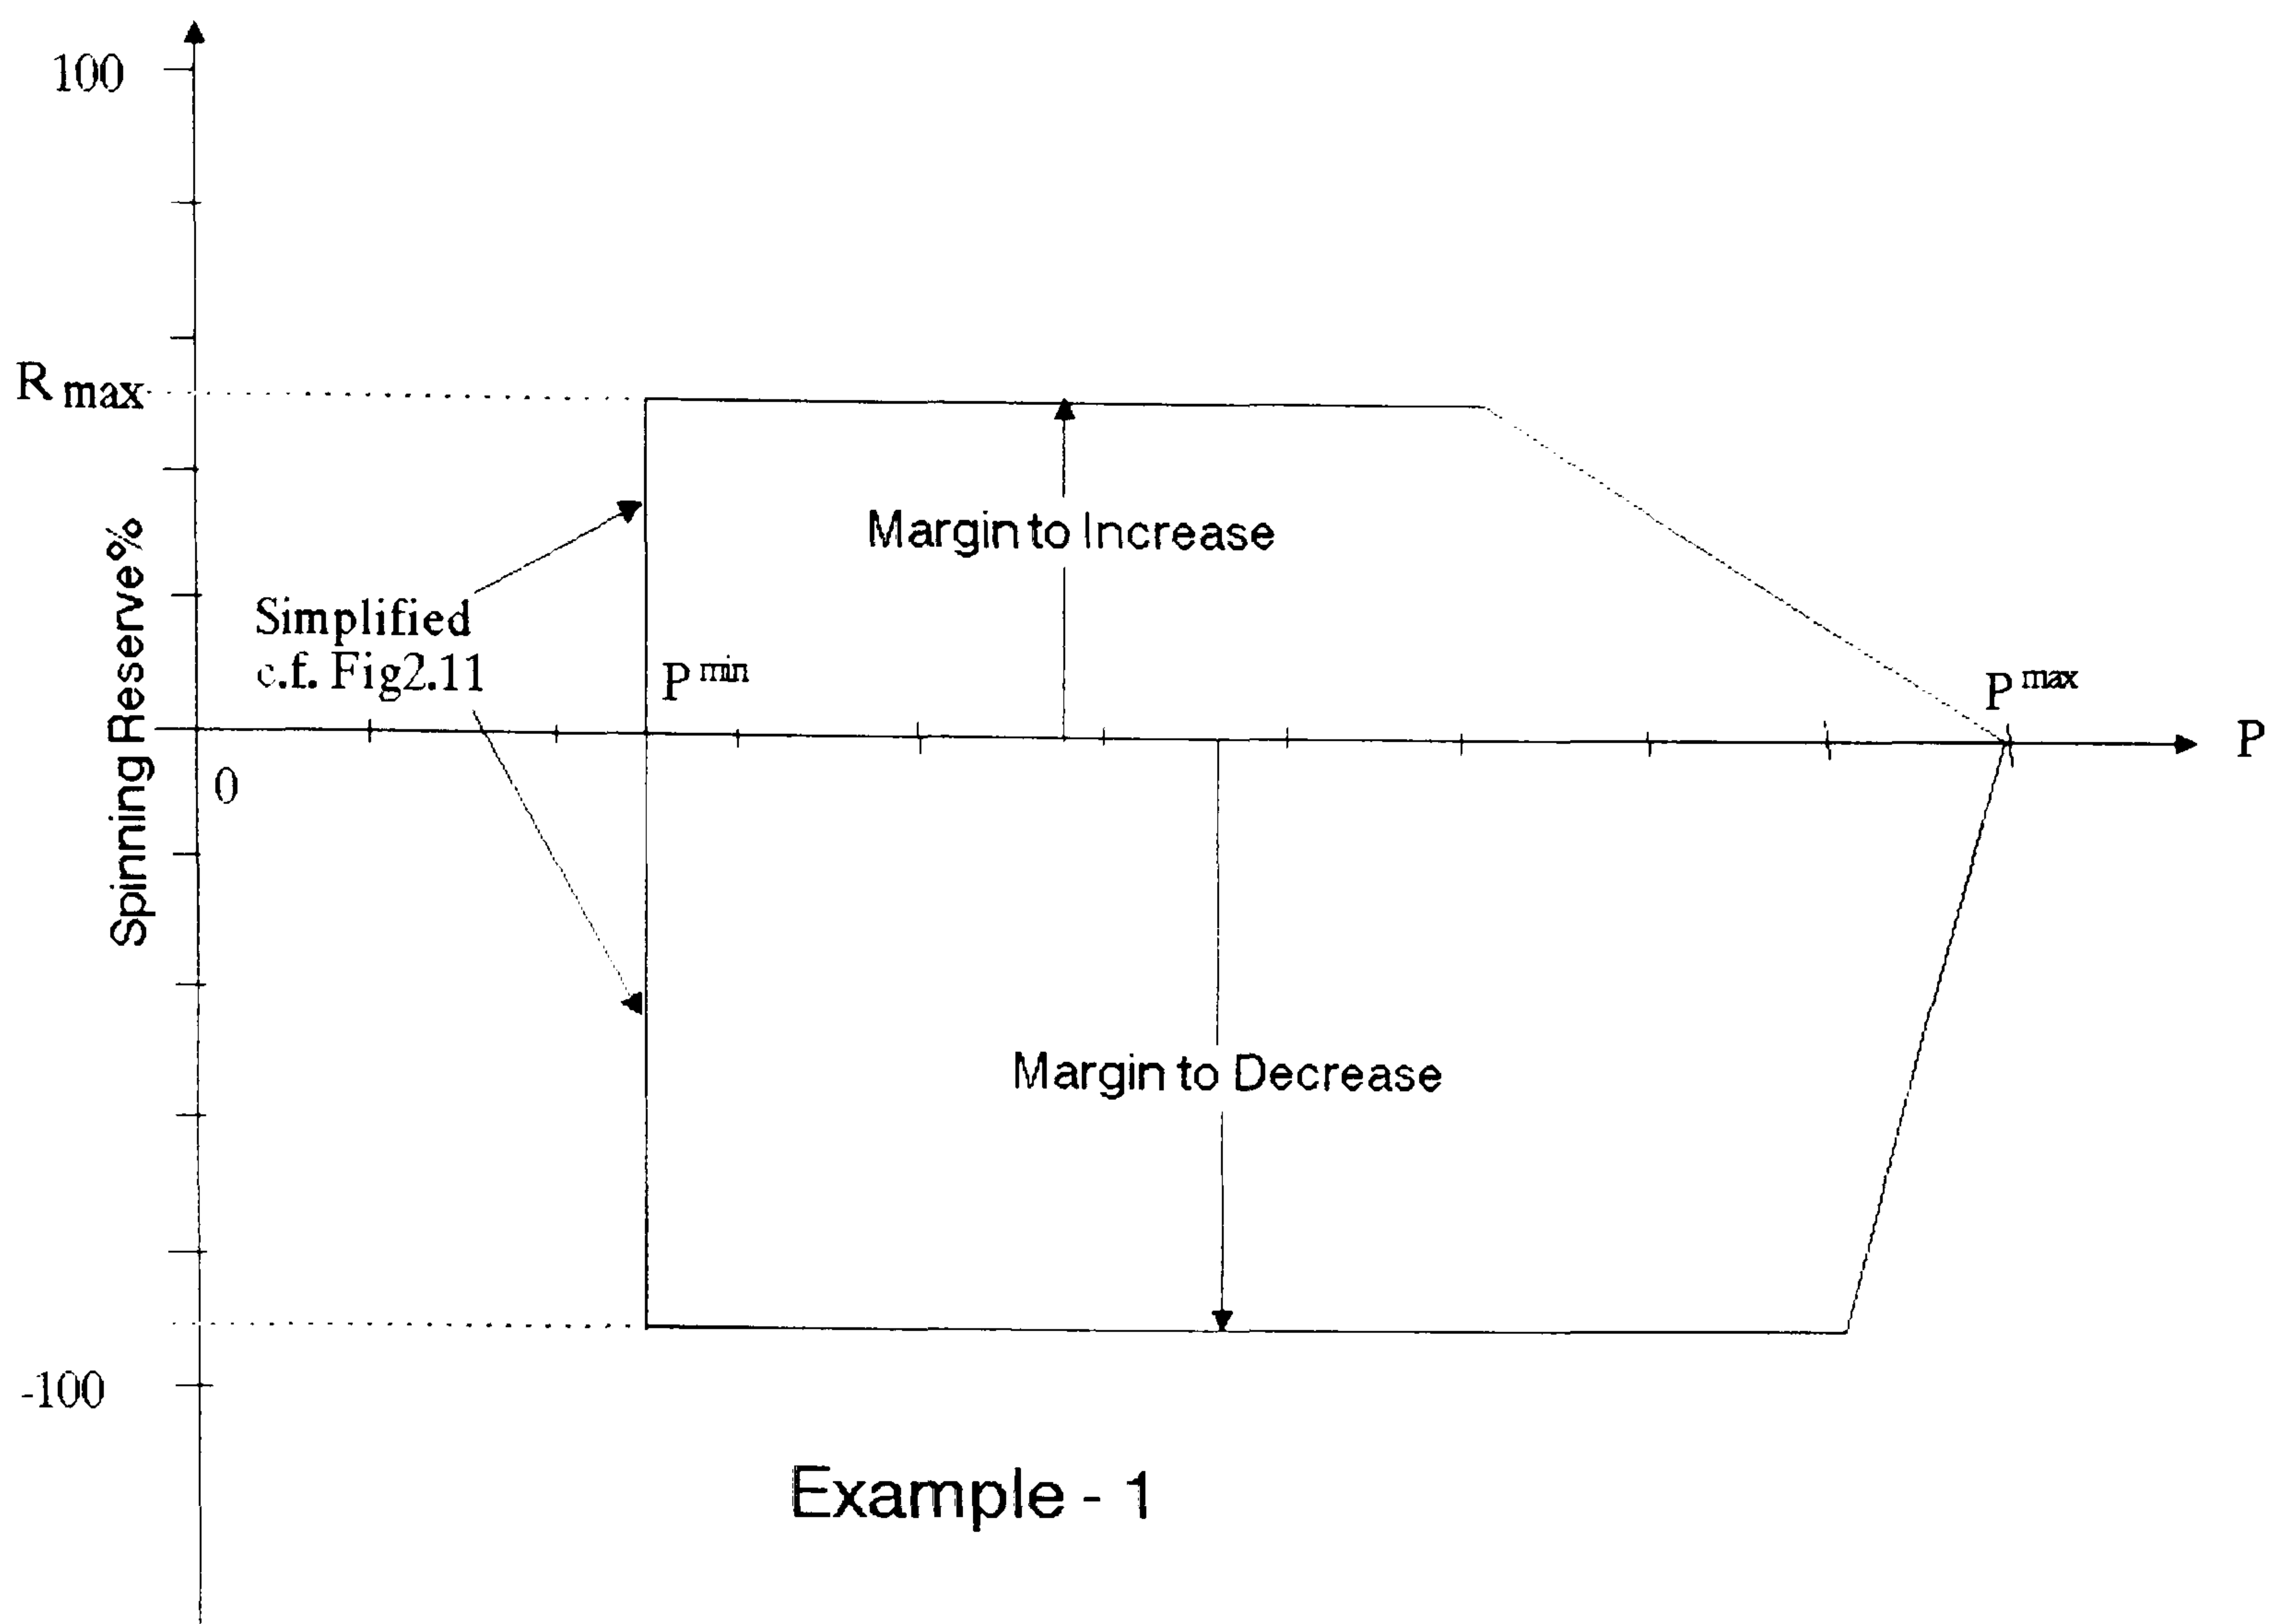 100
R max
Margin to Increase
Spinning Reserve%
Simplified
c.f. Fig2.11
P min
P max
P
0
Margin to Decrease
-100
Example - 1